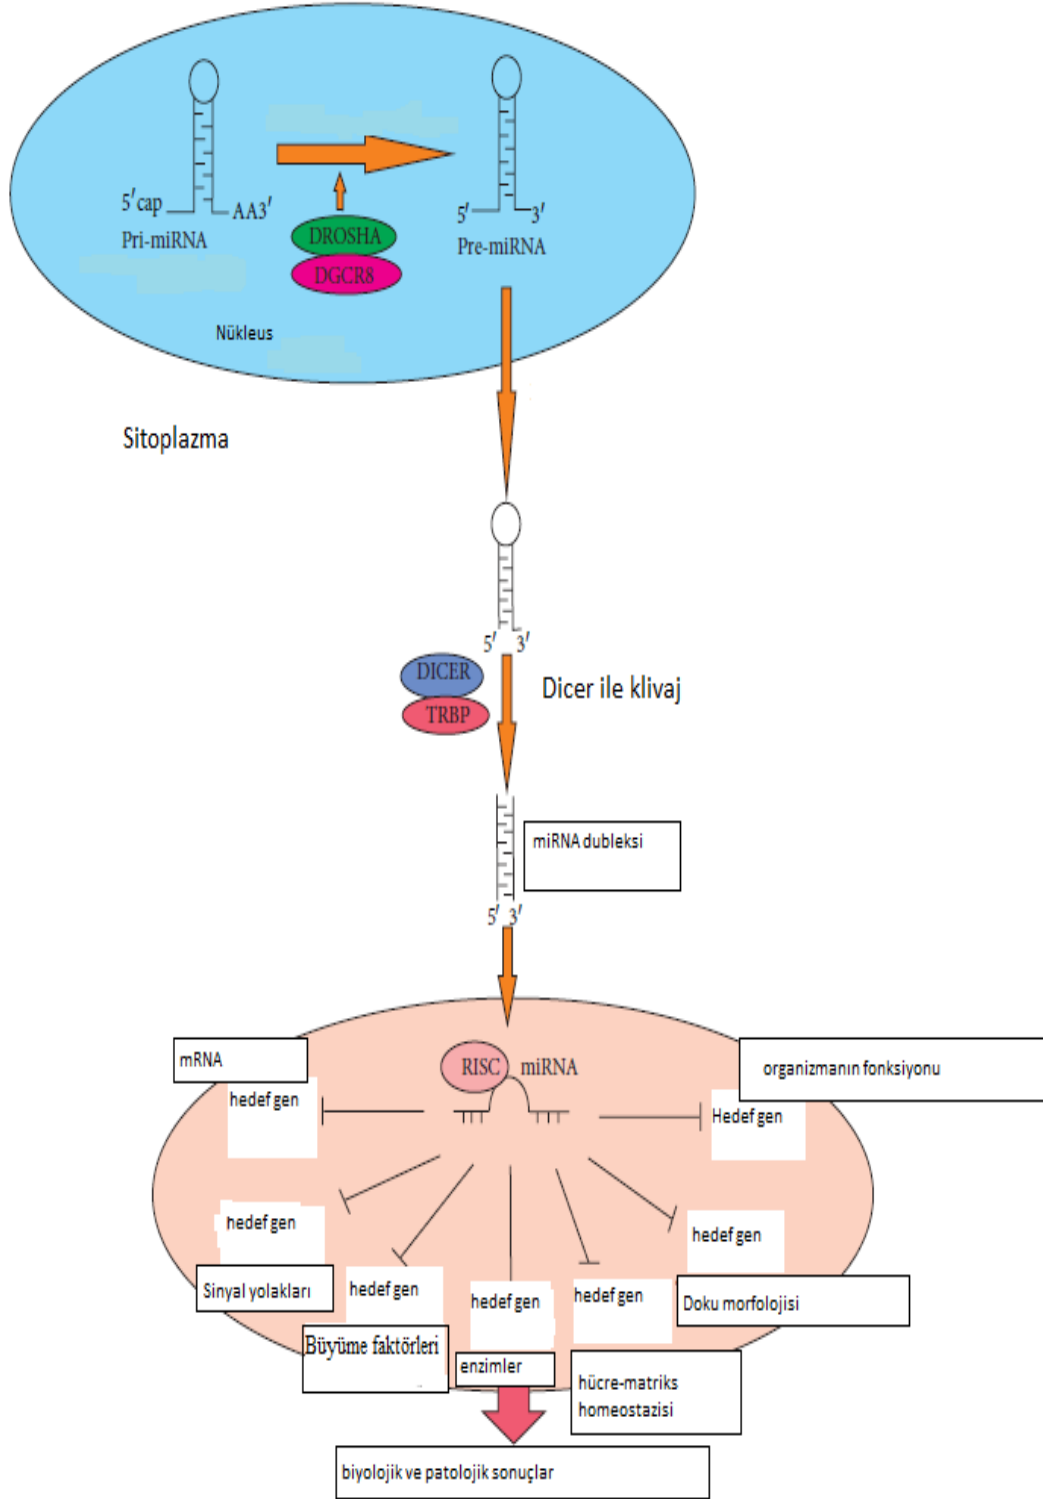 5′cap
AA3′
Pri-miRNA
DROSHA
DGCR8
5′
3′
Pre-miRNA
Nükleus
Sitoplazma
5′ 3′
DICER
TRBP
Dicer ile klivaj
miRNA dubleksi
5′ 3′
mRNA
hedef gen
RISC
miRNA
organizmanın fonksiyonu
Hedef gen
hedef gen
Sinyal yolakları
hedef gen
Büyüme faktörleri
hedef gen
enzimler
hedef gen
hücre-matriks
homeostazisi
hedef gen
Doku morfolojisi
biyolojik ve patolojik sonuçlar